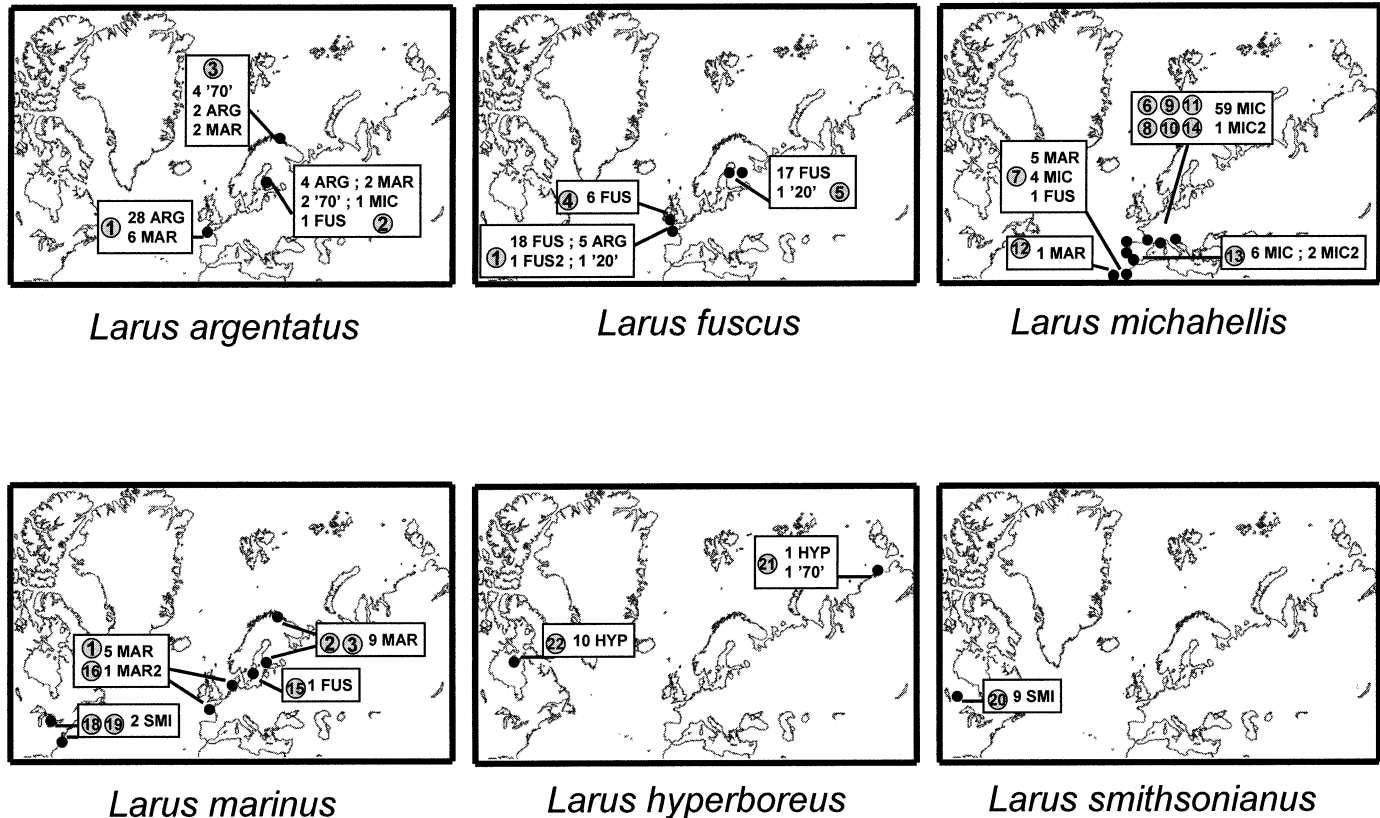 3
4 '70'
2 ARG
2 MAR
4 ARG ; 2 MAR
2 '70' ; 1 MIC
1 FUS 2
1 28 ARG
6 MAR
Larus argentatus
4 6 FUS
17 FUS
1 '20' 5
18 FUS ; 5 ARG
1 1 FUS2 ; 1 '20'
Larus fuscus
6 9 11 59 MIC
8 10 14 1 MIC2
5 MAR
7 4 MIC
1 FUS
12 1 MAR
13 6 MIC ; 2 MIC2
Larus michahellis
1 5 MAR
16 1 MAR2
2 3 9 MAR
15 1 FUS
18 19 2 SMI
Larus marinus
21 1 HYP
1 '70'
22 10 HYP
Larus hyperboreus
20 9 SMI
Larus smithsonianus